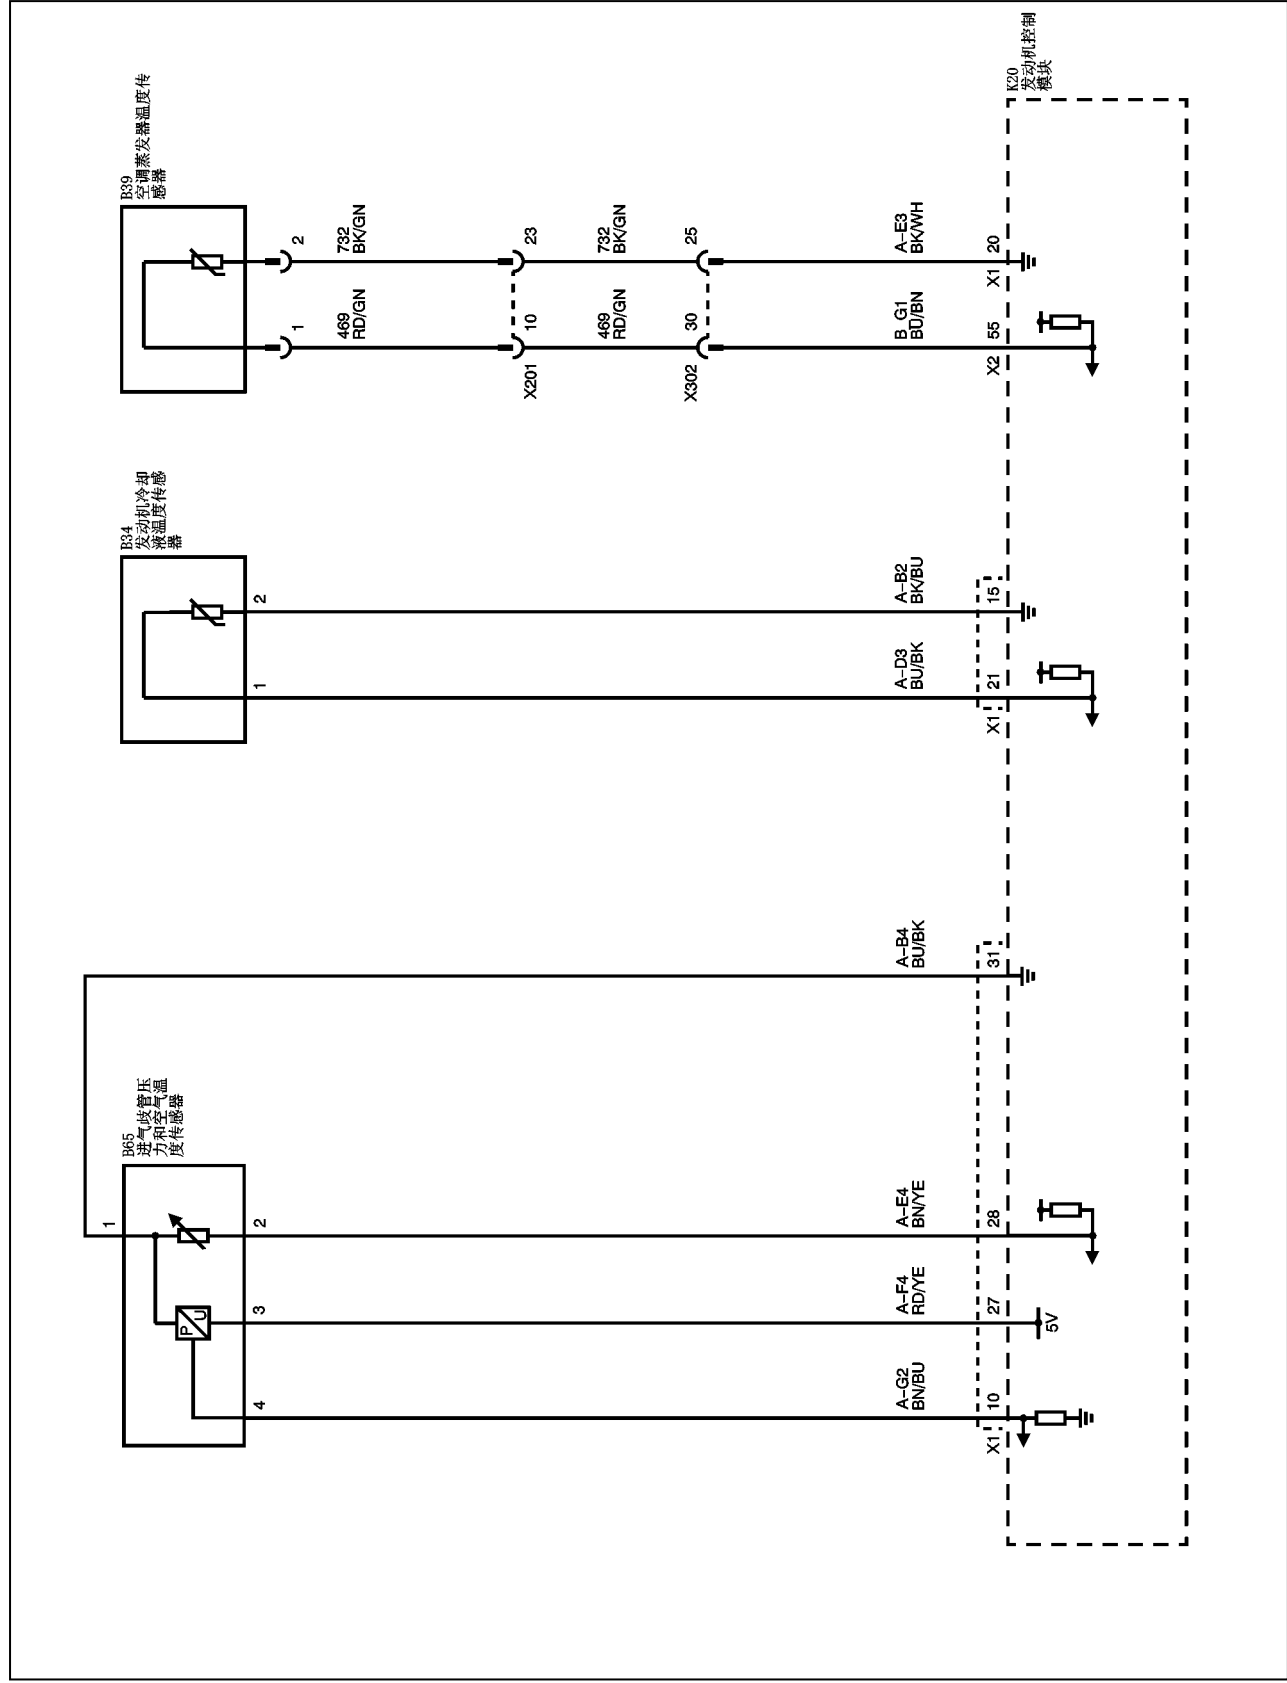 B65
进气歧管压
力和空气温
度传感器
1
P
U
4
3
2
A-G2
BN/BU
A-F4
RD/YE
A-E4
BN/YE
A-B4
BU/BK
X1
10
27
28
31
5V
B34
发动机冷却
液温度传感
器
1
2
A-D3
BU/BK
A-B2
BK/BU
X1
21
15
B39
空调蒸发器温度传
感器
1
2
469
RD/GN
732
BK/GN
X201
10
23
469
RD/GN
732
BK/GN
X302
30
25
B G1
BU/BN
A-E3
BK/WH
X2
55
X1
20
K20
发动机控制
模块